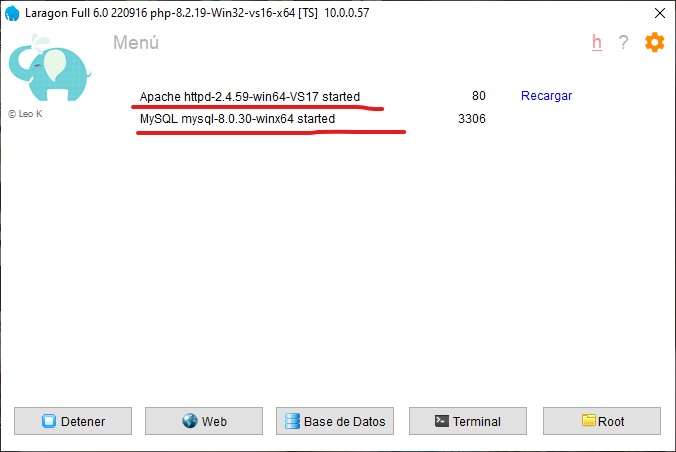 Laragon Full 6.0 220916 php-8.2.19-Win32-vs16-x64 [TS]  10.0.0.57
Menú
h ?
© Leo K
Apache httpd-2.4.59-win64-VS17 started 80 Recargar
MySQL mysql-8.0.30-winx64 started 3306
Detener Web Base de Datos Terminal Root